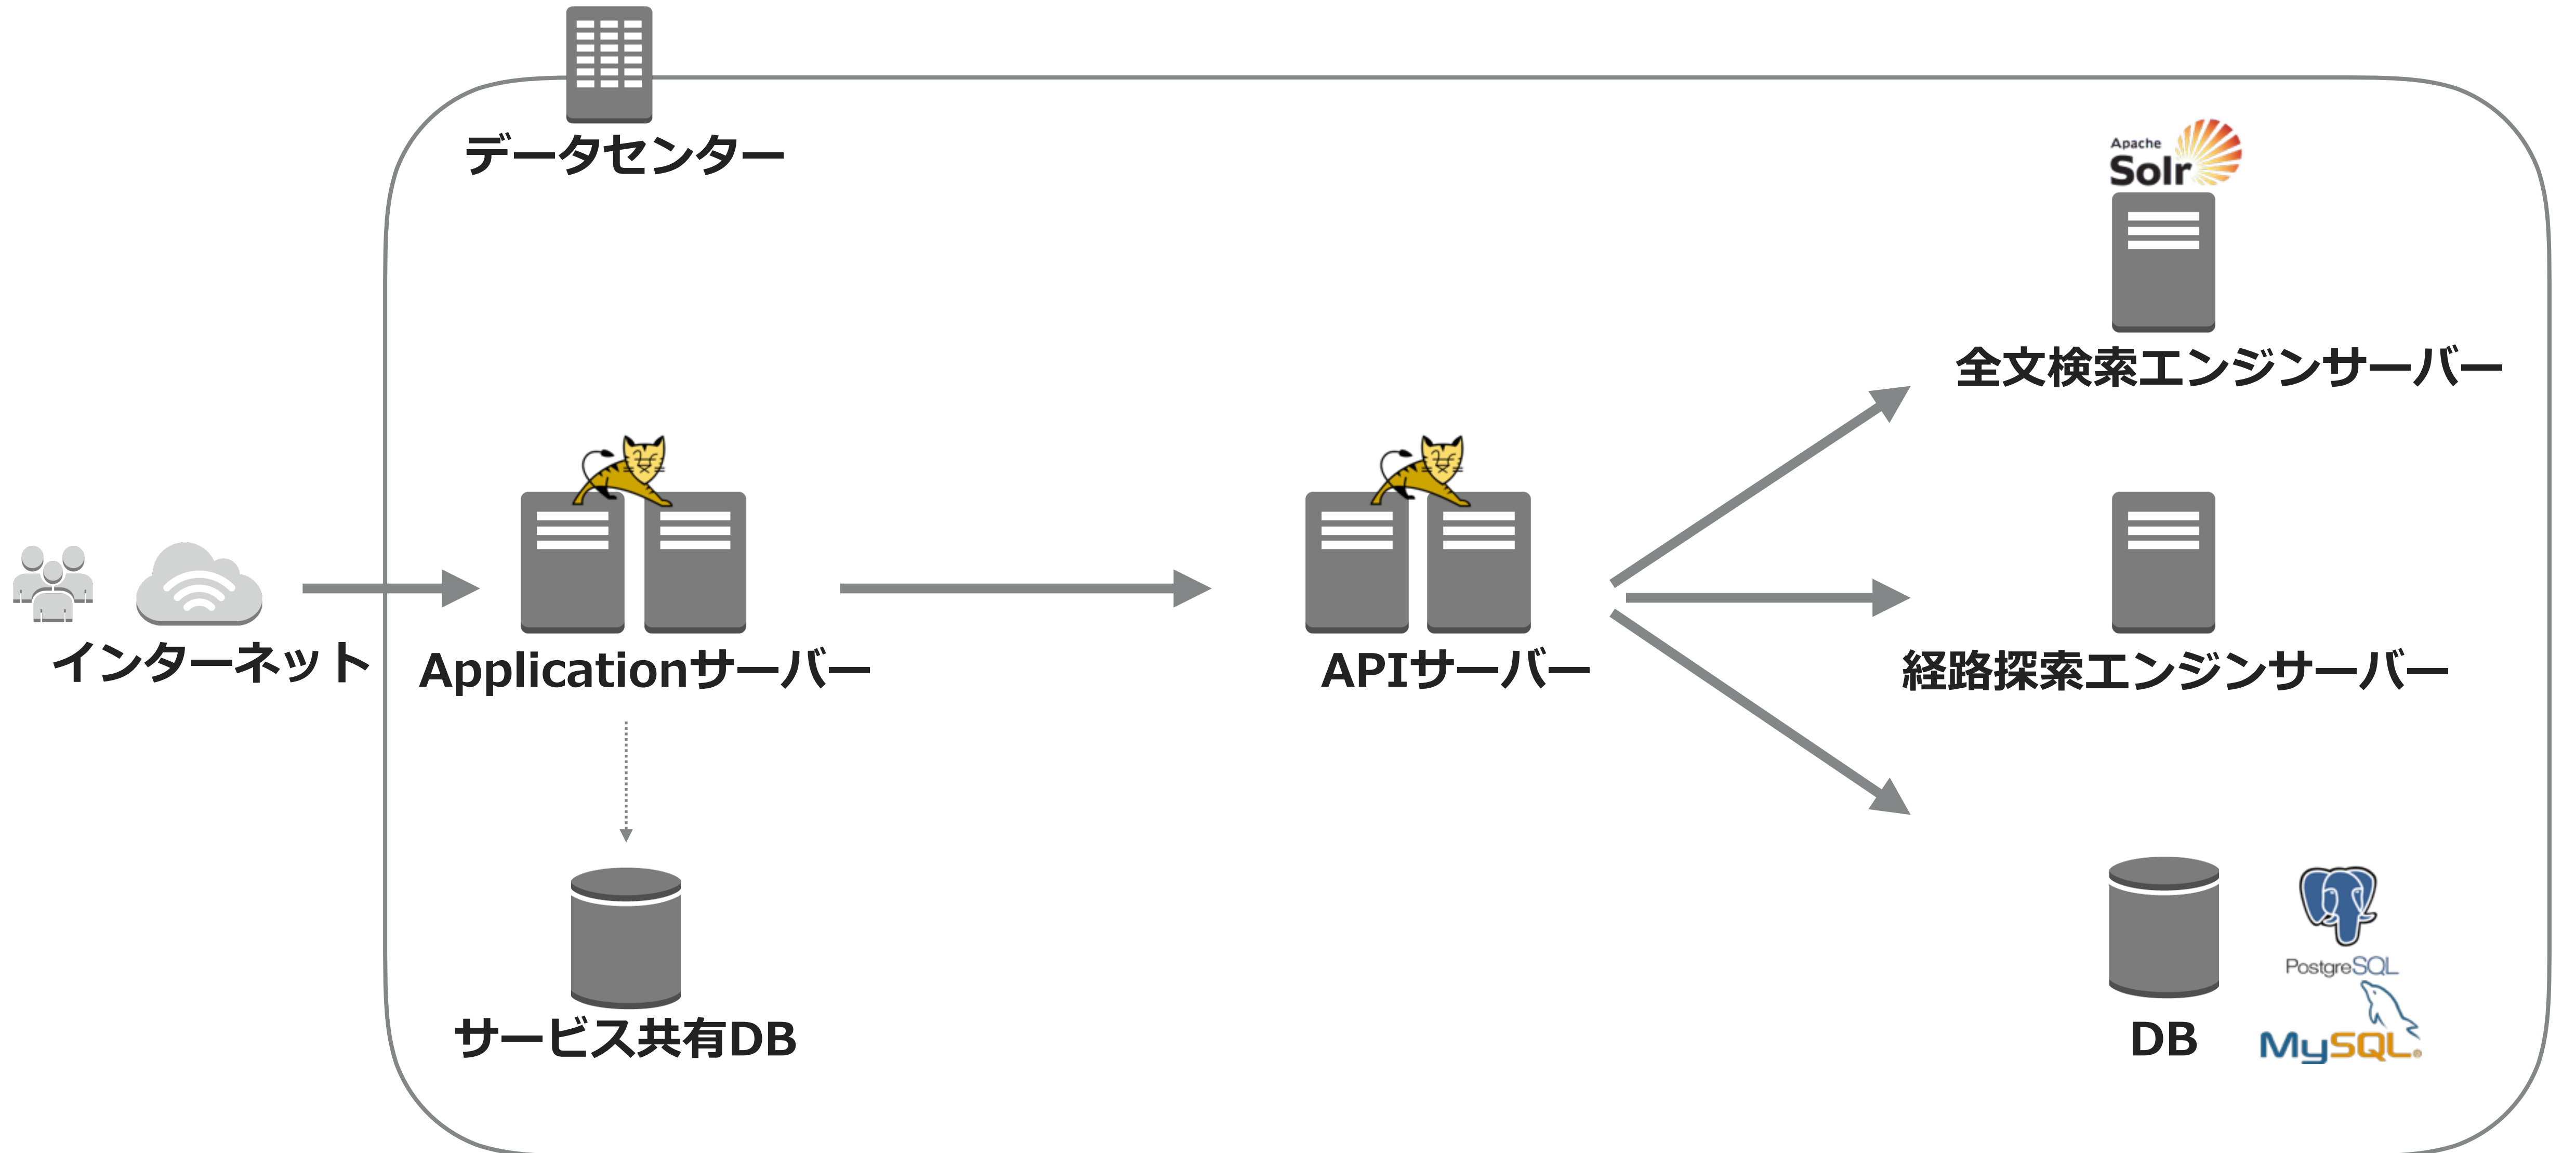 データセンター
Apache
Solr
全文検索エンジンサーバー
インターネット
Applicationサーバー
APIサーバー
経路探索エンジンサーバー
サービス共有DB
DB
PostgreSQL
MySQL®